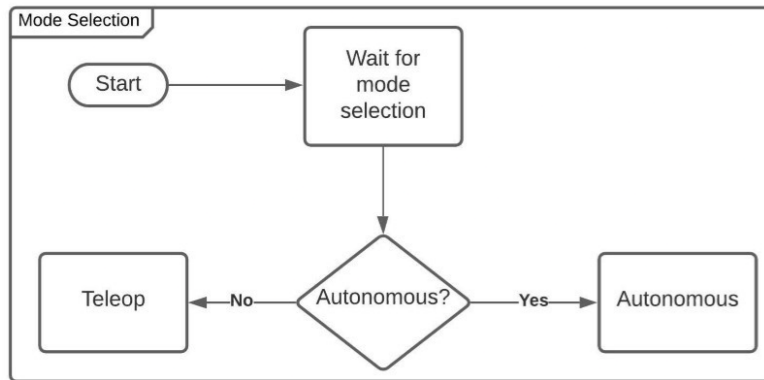 Mode Selection
Start
Wait for
mode
selection
Autonomous?
No
Yes
Teleop
Autonomous